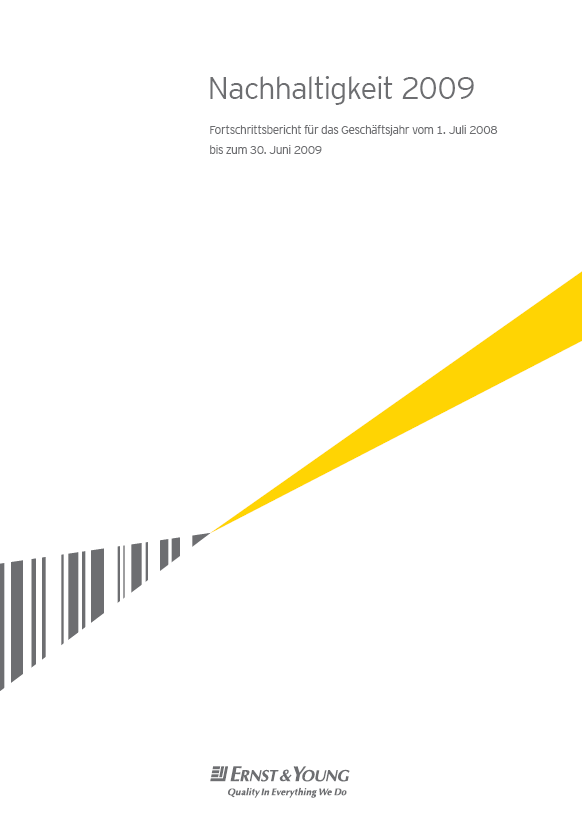 Nachhaltigkeit 2009
Fortschrittsbericht für das Geschäftsjahr vom 1. Juli 2008
bis zum 30. Juni 2009
ERNST & YOUNG
Quality In Everything We Do